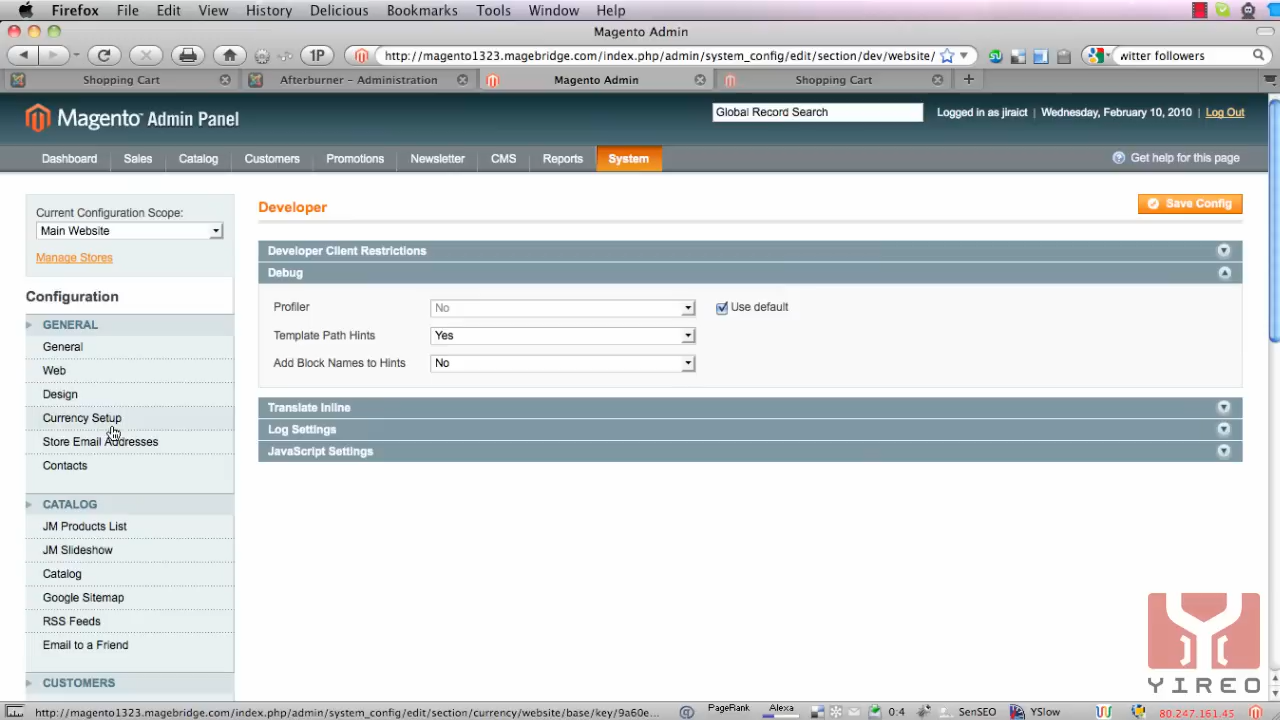 Firefox File Edit View History Delicious Bookmarks Tools Window Help
Magento Admin
1P http://magento1323.magebridge.com/index.php/admin/system_config/edit/section/dev/website/ witter followers
Shopping Cart Afterburner – Administration Magento Admin Shopping Cart
Magento Admin Panel Global Record Search Logged in as jiraict | Wednesday, February 10, 2010 | Log Out
Dashboard Sales Catalog Customers Promotions Newsletter CMS Reports System Get help for this page
Current Configuration Scope:
Main Website
Manage Stores
Configuration
GENERAL
General
Web
Design
Currency Setup
Store Email Addresses
Contacts
CATALOG
JM Products List
JM Slideshow
Catalog
Google Sitemap
RSS Feeds
Email to a Friend
CUSTOMERS
Developer Save Config
Developer Client Restrictions
Debug
Profiler No Use default
Template Path Hints Yes
Add Block Names to Hints No
Translate Inline
Log Settings
JavaScript Settings
YIREO
http://magento1323.magebridge.com/index.php/admin/system_config/edit/section/currency/website/base/key/9a60e... PageRank Alexa 0:4 SenSEO YSlow 80.247.161.45